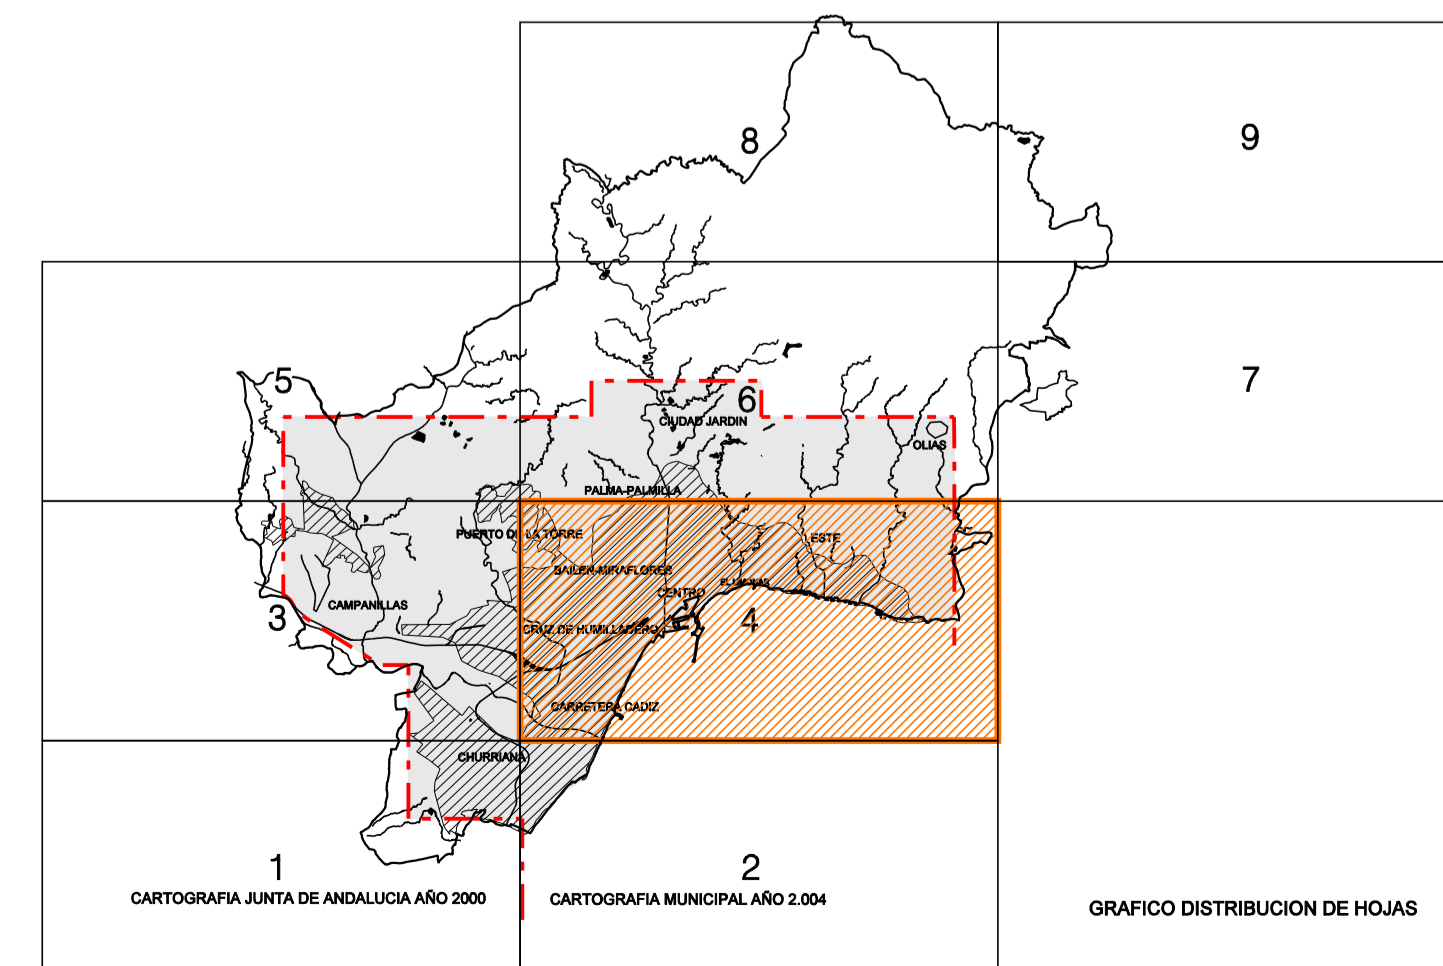 8
9
5
6
7
CIUDAD JARDIN
OLIAS
PALMA-PALMILLA
PUERTO DE LA TORRE
ESTE
BAILEN-MIRAFLORES
EL LIMONAR
CENTRO
CAMPANILLAS
3
4
CRUZ DE HUMILLADERO
CARRETERA CADIZ
CHURRIANA
1
2
CARTOGRAFIA JUNTA DE ANDALUCIA AÑO 2000
CARTOGRAFIA MUNICIPAL AÑO 2.004
GRAFICO DISTRIBUCION DE HOJAS